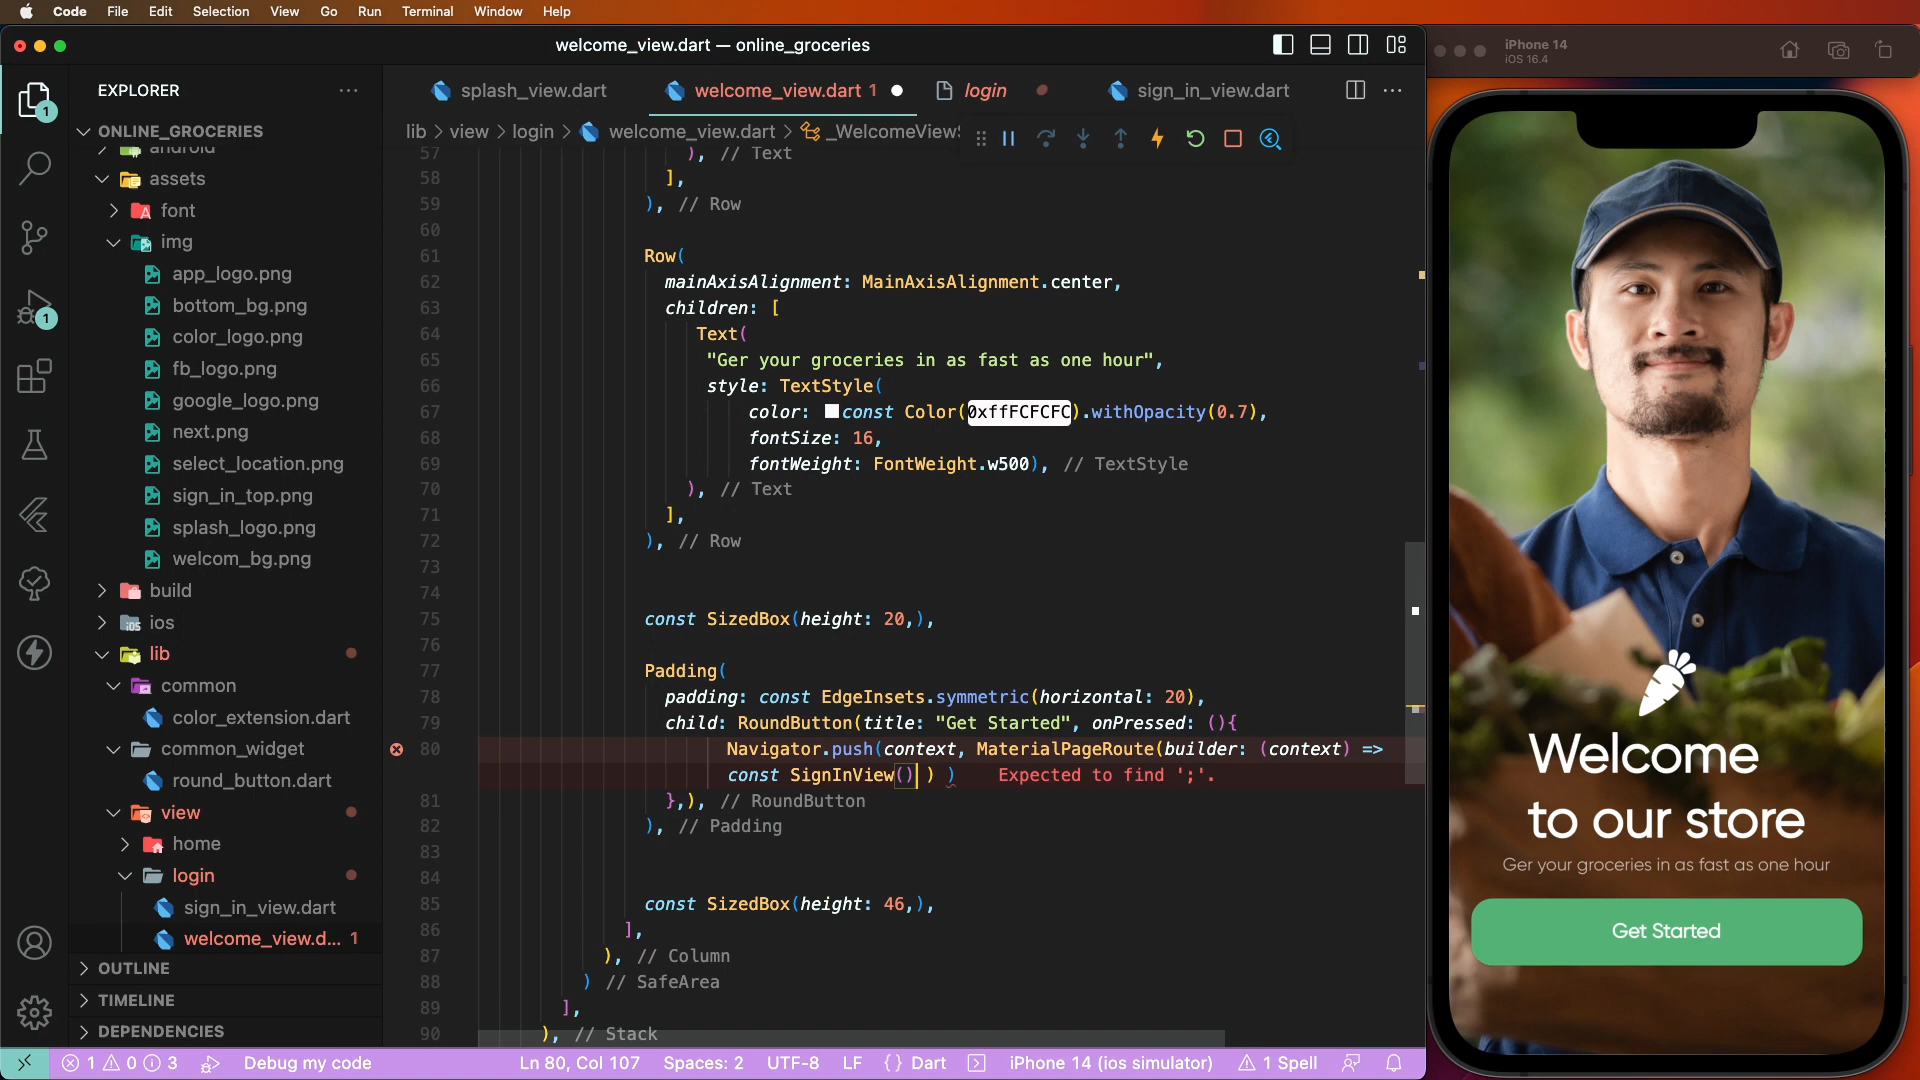 Code File Edit Selection View Go Run Terminal Window Help
welcome_view.dart — online_groceries
iPhone 14
iOS 16.4
EXPLORER
splash_view.dart
welcome_view.dart 1
login
sign_in_view.dart
ONLINE_GROCERIES
lib > view > login > welcome_view.dart > _WelcomeViewS
android
assets
font
img
app_logo.png
bottom_bg.png
color_logo.png
fb_logo.png
google_logo.png
next.png
select_location.png
sign_in_top.png
splash_logo.png
welcom_bg.png
build
ios
lib
common
color_extension.dart
common_widget
round_button.dart
view
home
login
sign_in_view.dart
welcome_view.d... 1
OUTLINE
TIMELINE
DEPENDENCIES
57 ), // Text
58 ],
59 ), // Row
60
61 Row(
62 mainAxisAlignment: MainAxisAlignment.center,
63 children: [
64 Text(
65 "Ger your groceries in as fast as one hour",
66 style: TextStyle(
67 color: const Color(0xffFCFCFC).withOpacity(0.7),
68 fontSize: 16,
69 fontWeight: FontWeight.w500), // TextStyle
70 ), // Text
71 ],
72 ), // Row
73
74
75 const SizedBox(height: 20,),
76
77 Padding(
78 padding: const EdgeInsets.symmetric(horizontal: 20),
79 child: RoundButton(title: "Get Started", onPressed: (){
80 Navigator.push(context, MaterialPageRoute(builder: (context) =>
const SignInView() ) ) Expected to find ';'.
81 },), // RoundButton
82 ), // Padding
83
84
85 const SizedBox(height: 46,),
86 ],
87 ), // Column
88 ) // SafeArea
89 ],
90 ), // Stack
Welcome
to our store
Ger your groceries in as fast as one hour
Get Started
1 0 3 Debug my code Ln 80, Col 107 Spaces: 2 UTF-8 LF {} Dart iPhone 14 (ios simulator) 1 Spell